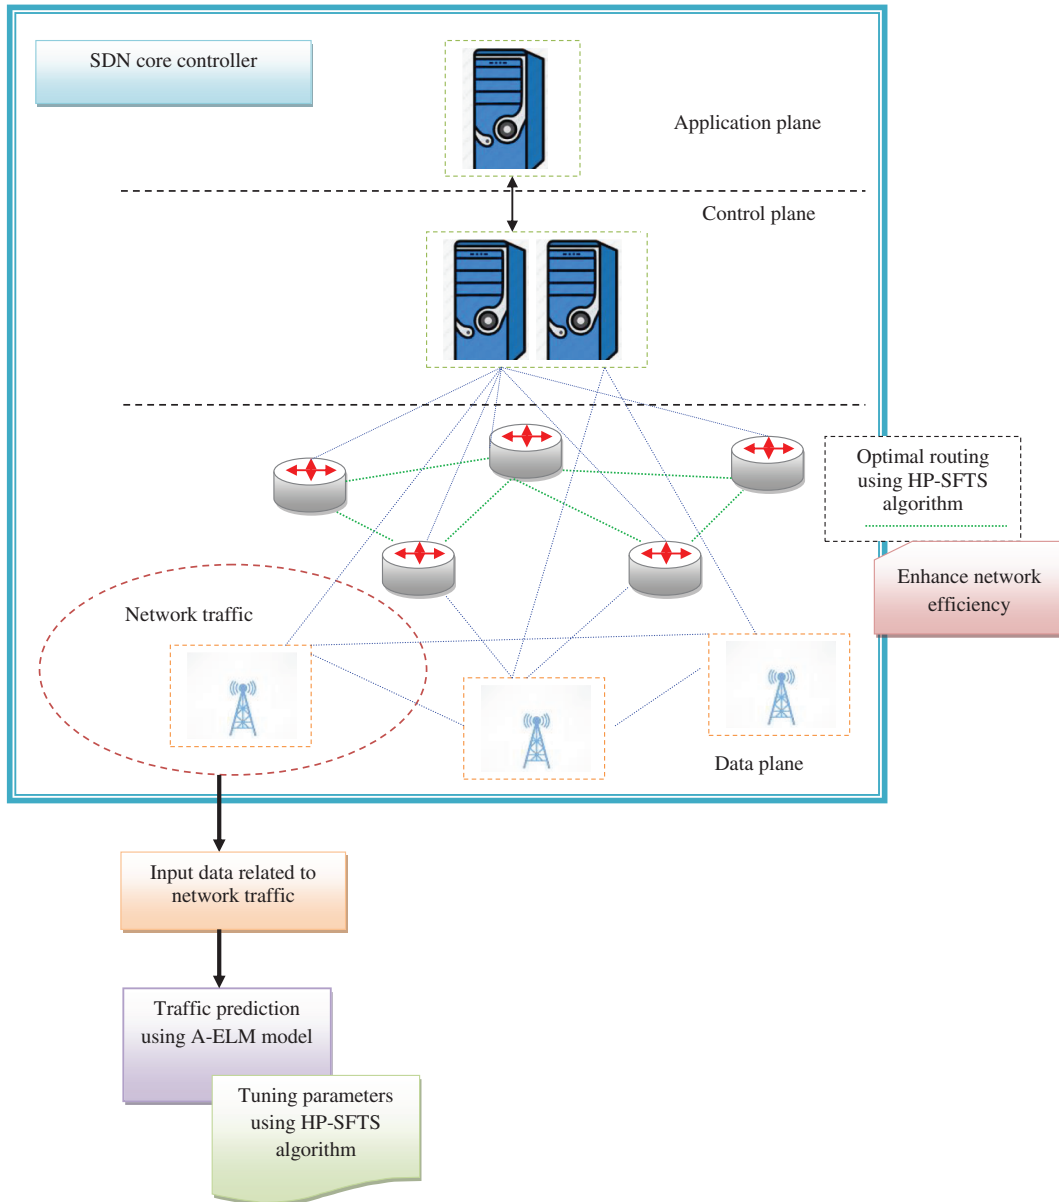 SDN core controller
Application plane
Control plane
Optimal routing
using HP-SFTS
algorithm
Enhance network
efficiency
Network traffic
Data plane
Input data related to
network traffic
Traffic prediction
using A-ELM model
Tuning parameters
using HP-SFTS
algorithm